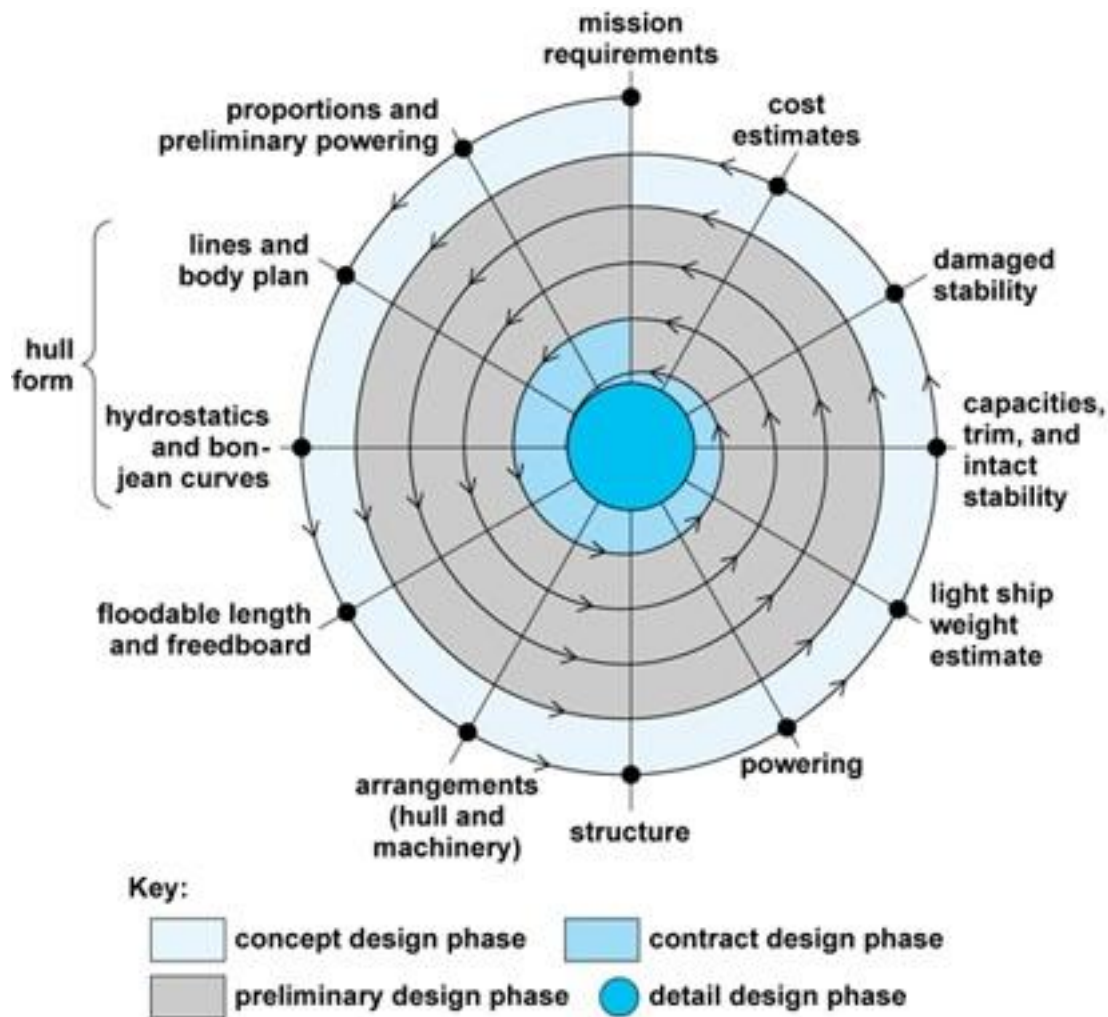 mission
requirements
cost
estimates
proportions and
preliminary powering
lines and
body plan
damaged
stability
hull
form
hydrostatics
and bon-
jean curves
capacities,
trim, and
intact
stability
floodable length
and freedboard
light ship
weight
estimate
powering
arrangements
(hull and
machinery)
structure
Key:
concept design phase
contract design phase
preliminary design phase
detail design phase